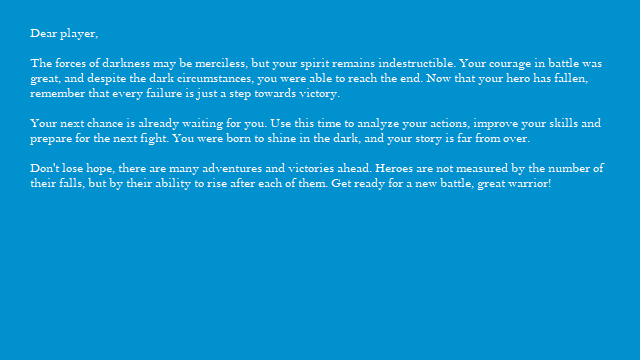 Dear player,
The forces of darkness may be merciless, but your spirit remains indestructible. Your courage in battle was
great, and despite the dark circumstances, you were able to reach the end. Now that your hero has fallen,
remember that every failure is just a step towards victory.
Your next chance is already waiting for you. Use this time to analyze your actions, improve your skills and
prepare for the next fight. You were born to shine in the dark, and your story is far from over.
Don't lose hope, there are many adventures and victories ahead. Heroes are not measured by the number of
their falls, but by their ability to rise after each of them. Get ready for a new battle, great warrior!